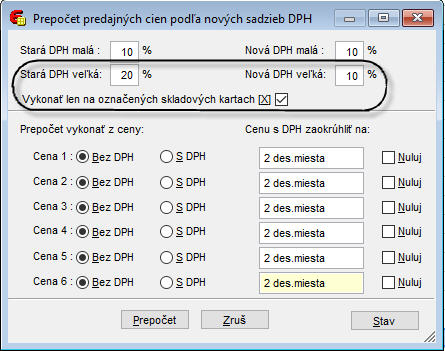 Prepočet predajných cien podľa nových sadzieb DPH
Stará DPH malá : 10 % Nová DPH malá : 10 %
Stará DPH veľká: 20 % Nová DPH veľká: 10 %
Vykonať len na označených skladových kartach [X]
Prepočet vykonať z ceny: Cenu s DPH zaokrúhliť na:
Cena 1 : Bez DPH S DPH 2 des.miesta Nuluj
Cena 2 : Bez DPH S DPH 2 des.miesta Nuluj
Cena 3 : Bez DPH S DPH 2 des.miesta Nuluj
Cena 4 : Bez DPH S DPH 2 des.miesta Nuluj
Cena 5 : Bez DPH S DPH 2 des.miesta Nuluj
Cena 6 : Bez DPH S DPH 2 des.miesta Nuluj
Prepočet Zruš Stav